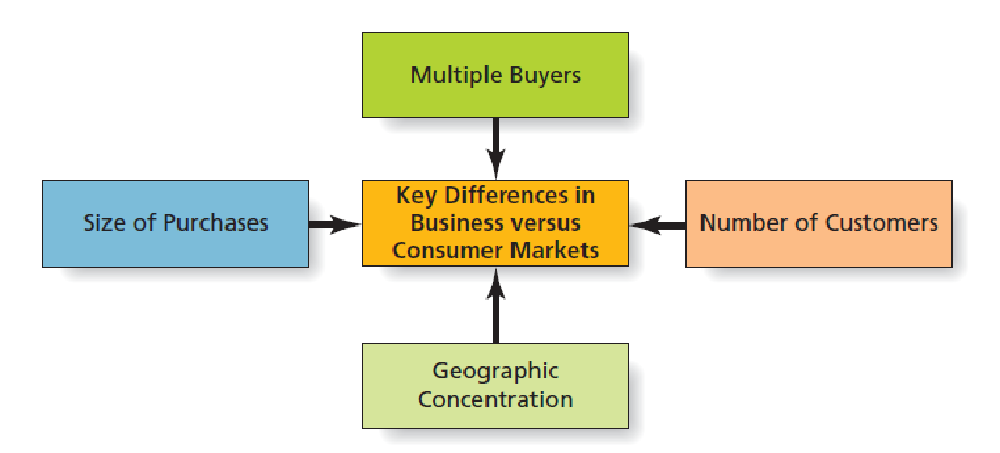 Multiple Buyers
Size of Purchases
Key Differences in
Business versus
Consumer Markets
Number of Customers
Geographic
Concentration